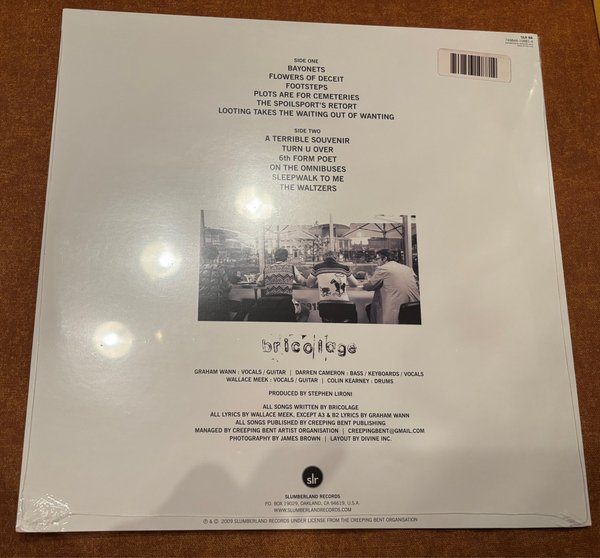 SLR 88
SIDE ONE
BAYONETS
FLOWERS OF DECEIT
FOOTSTEPS
PLOTS ARE FOR CEMETERIES
THE SPOILSPORT'S RETORT
LOOTING TAKES THE WAITING OUT OF WANTING
SIDE TWO
A TERRIBLE SOUVENIR
TURN U OVER
6th FORM POET
ON THE OMNIBUSES
SLEEPWALK TO ME
THE WALTZERS
bricolage
GRAHAM WANN : VOCALS / GUITAR | DARREN CAMERON : BASS / KEYBOARDS / VOCALS
WALLACE MEEK : VOCALS / GUITAR | COLIN KEARNEY : DRUMS
PRODUCED BY STEPHEN LIRONI
ALL SONGS WRITTEN BY BRICOLAGE
ALL LYRICS BY WALLACE MEEK, EXCEPT A3 & B2 LYRICS BY GRAHAM WANN
ALL SONGS PUBLISHED BY CREEPING BENT PUBLISHING
MANAGED BY CREEPING BENT ARTIST ORGANISATION | CREEPINGBENT@GMAIL.COM
PHOTOGRAPHY BY JAMES BROWN | LAYOUT BY DIVINE INC.
slr
SLUMBERLAND RECORDS
P.O. BOX 19029, OAKLAND, CA 94619, U.S.A.
WWW.SLUMBERLANDRECORDS.COM
℗ & © 2009 SLUMBERLAND RECORDS UNDER LICENSE FROM THE CREEPING BENT ORGANISATION